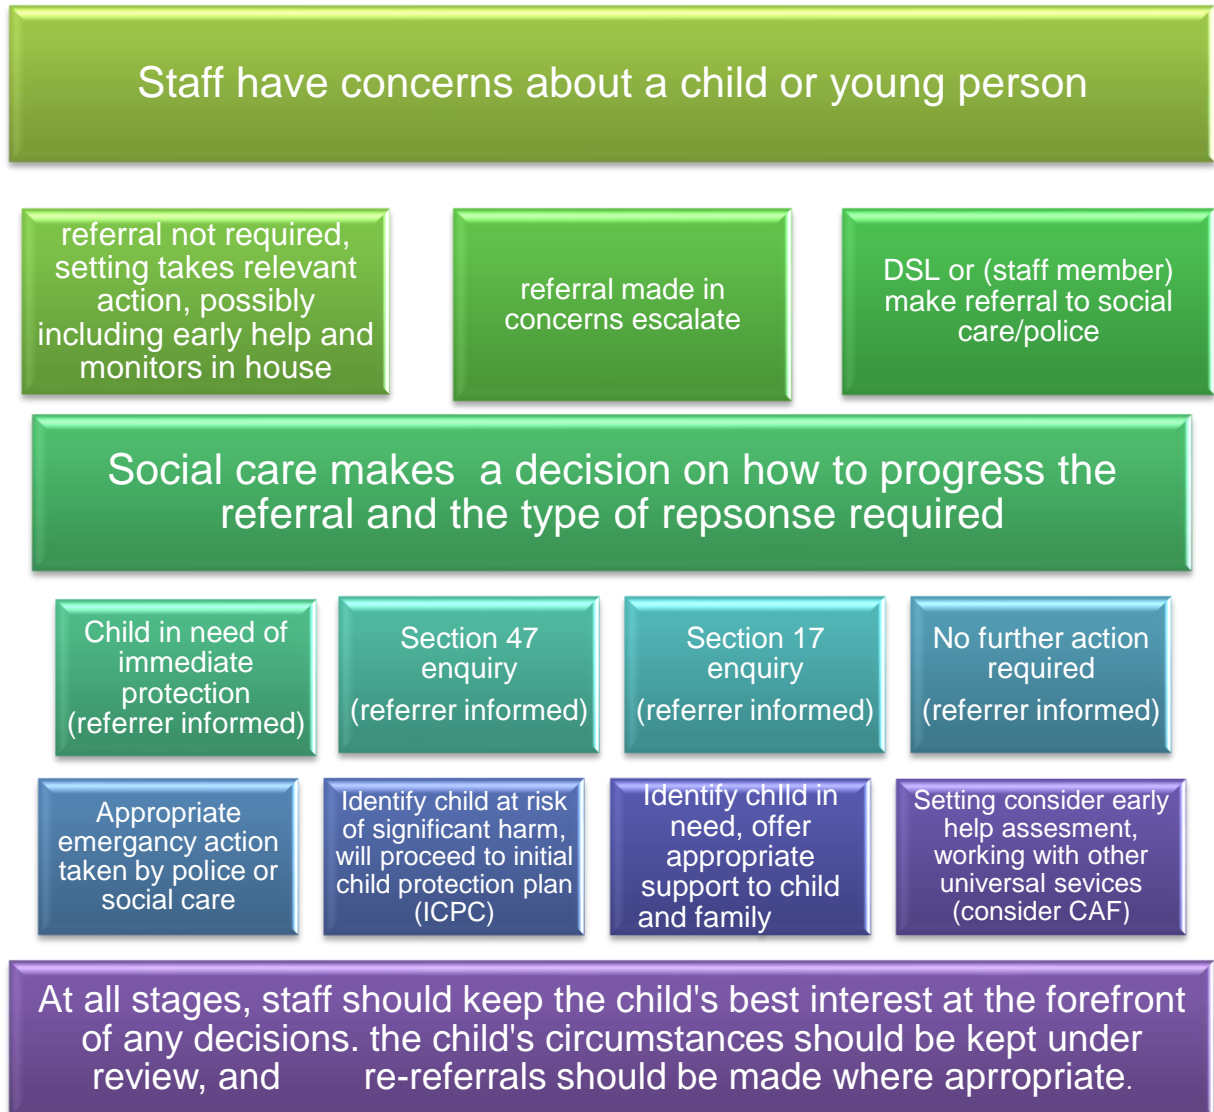 Staff have concerns about a child or young person
referral not required,
setting takes relevant
action, possibly
including early help and
monitors in house
referral made in
concerns escalate
DSL or (staff member)
make referral to social
care/police
Social care makes a decision on how to progress the
referral and the type of repsonse required
Child in need of
immediate
protection
(referrer informed)
Section 47
enquiry
(referrer informed)
Section 17
enquiry
(referrer informed)
No further action
required
(referrer informed)
Appropriate
emergancy action
taken by police or
social care
Identify child at risk
of significant harm,
will proceed to initial
child protection plan
(ICPC)
Identify chIld in
need, offer
appropriate
support to child
and family
Setting consider early
help assesment,
working with other
universal sevices
(consider CAF)
At all stages, staff should keep the child's best interest at the forefront
of any decisions. the child's circumstances should be kept under
review, and re-referrals should be made where aprropriate.